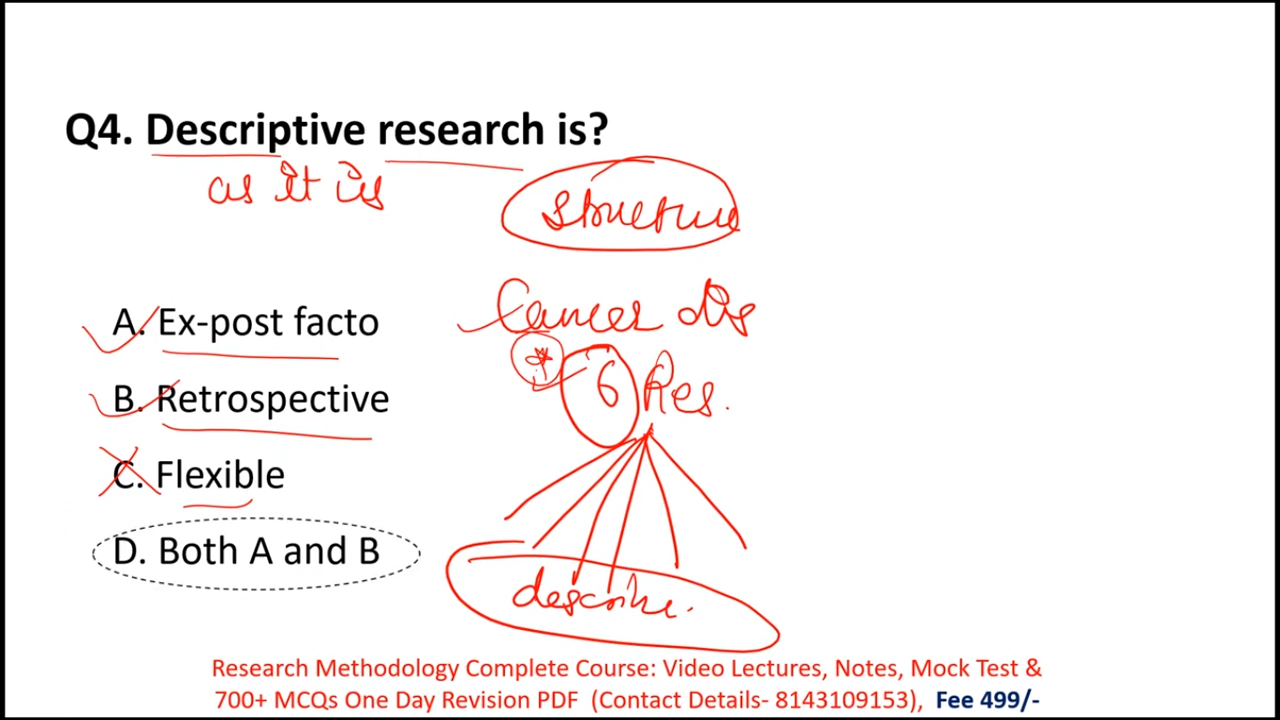 Q4. Descriptive research is?
as it is
structure
Cancer dis
6 Res.
A. Ex-post facto
B. Retrospective
C. Flexible
D. Both A and B
describe.
Research Methodology Complete Course: Video Lectures, Notes, Mock Test &
700+ MCQs One Day Revision PDF (Contact Details- 8143109153), Fee 499/-